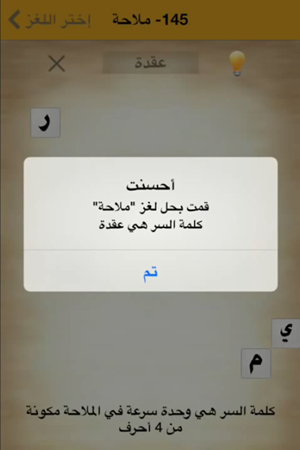 إختر اللغز
145- ملاحة
عقدة
ر
أحسنت
قمت بحل لغز "ملاحة"
كلمة السر هي عقدة
تم
ي
م
كلمة السر هي وحدة سرعة في الملاحة مكونة
من 4 أحرف